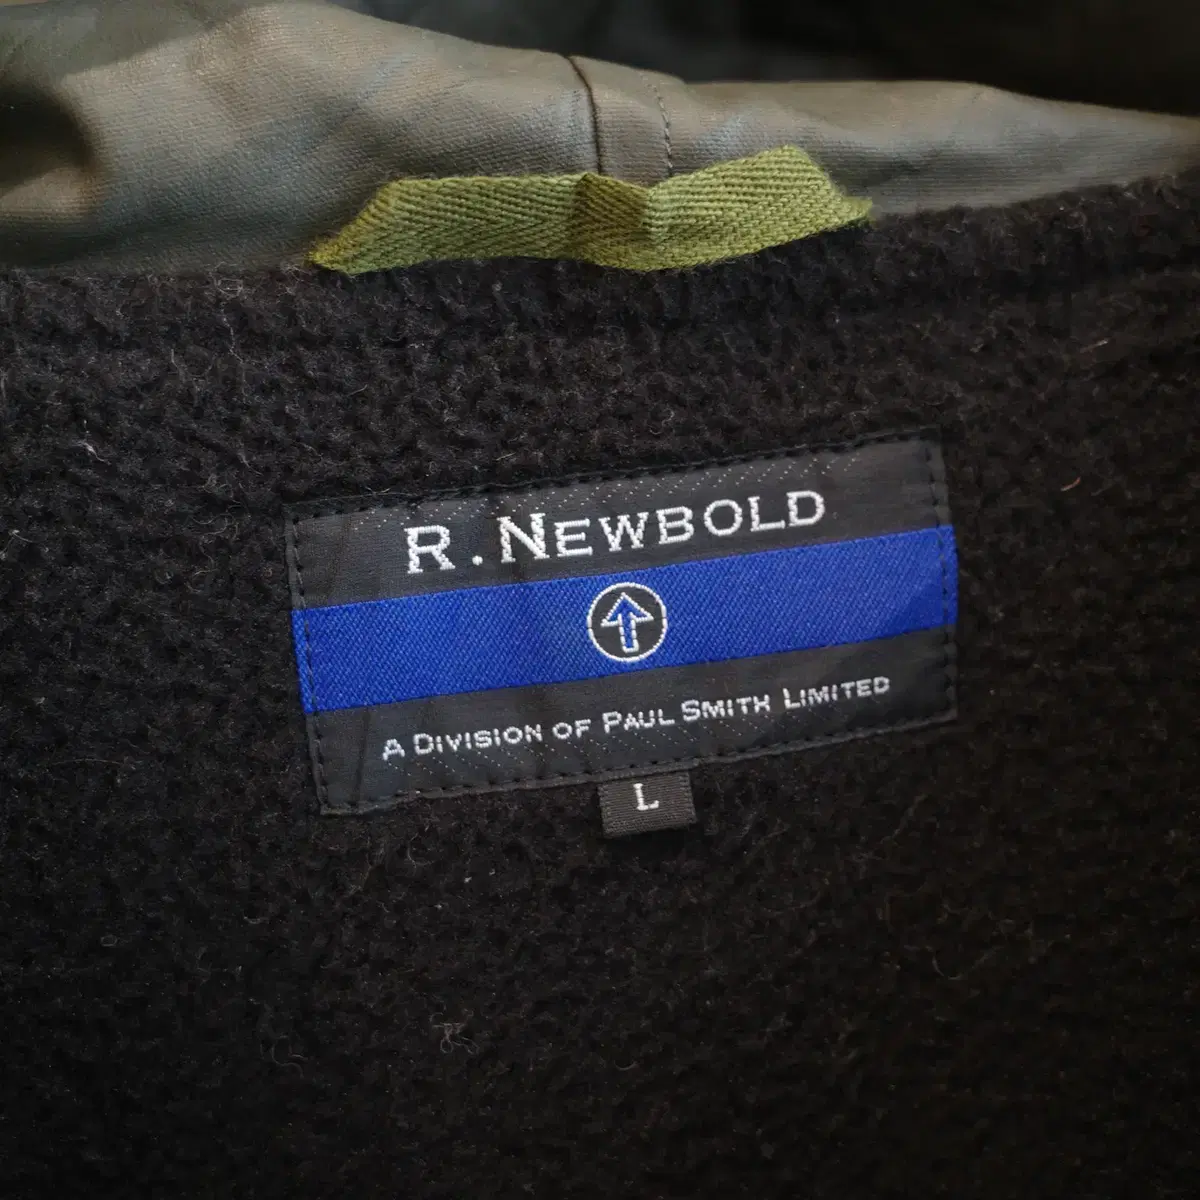 R. NEWBOLD
A DIVISION OF PAUL SMITH LIMITED
L